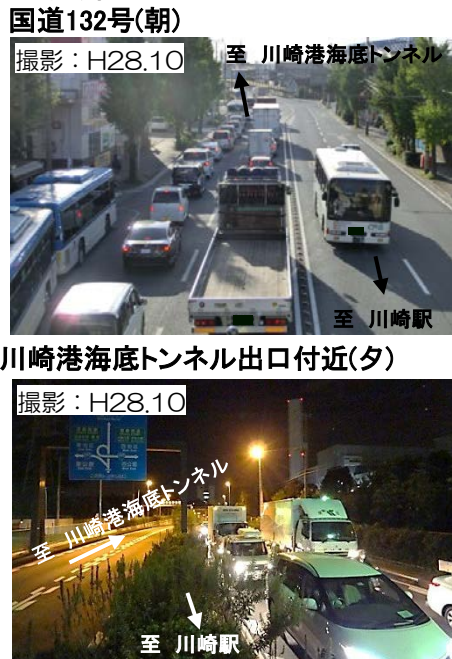 国道132号(朝)
撮影：H28.10
至 川崎港海底トンネル
至 川崎駅
川崎港海底トンネル出口付近(夕)
撮影：H28.10
至 川崎港海底トンネル
至 川崎駅